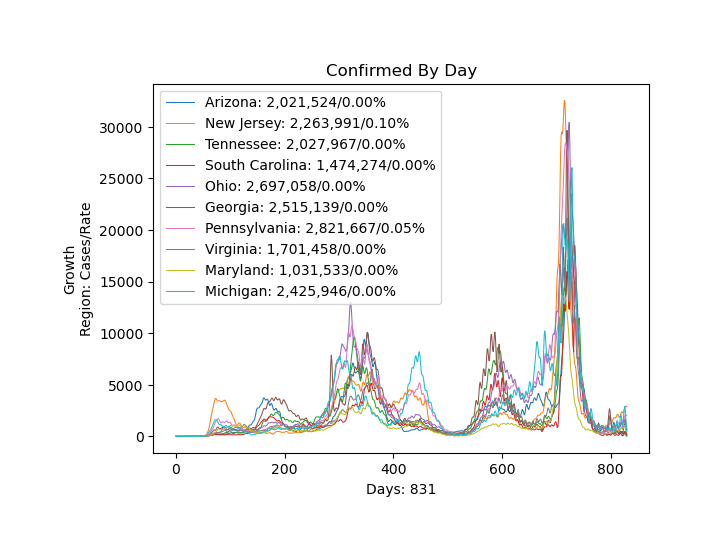 Confirmed By Day
Arizona: 2,021,524/0.00%
New Jersey: 2,263,991/0.10%
Tennessee: 2,027,967/0.00%
South Carolina: 1,474,274/0.00%
Ohio: 2,697,058/0.00%
Georgia: 2,515,139/0.00%
Pennsylvania: 2,821,667/0.05%
Virginia: 1,701,458/0.00%
Maryland: 1,031,533/0.00%
Michigan: 2,425,946/0.00%
Growth
Region: Cases/Rate
30000
25000
20000
15000
10000
5000
0
0 200 400 600 800
Days: 831